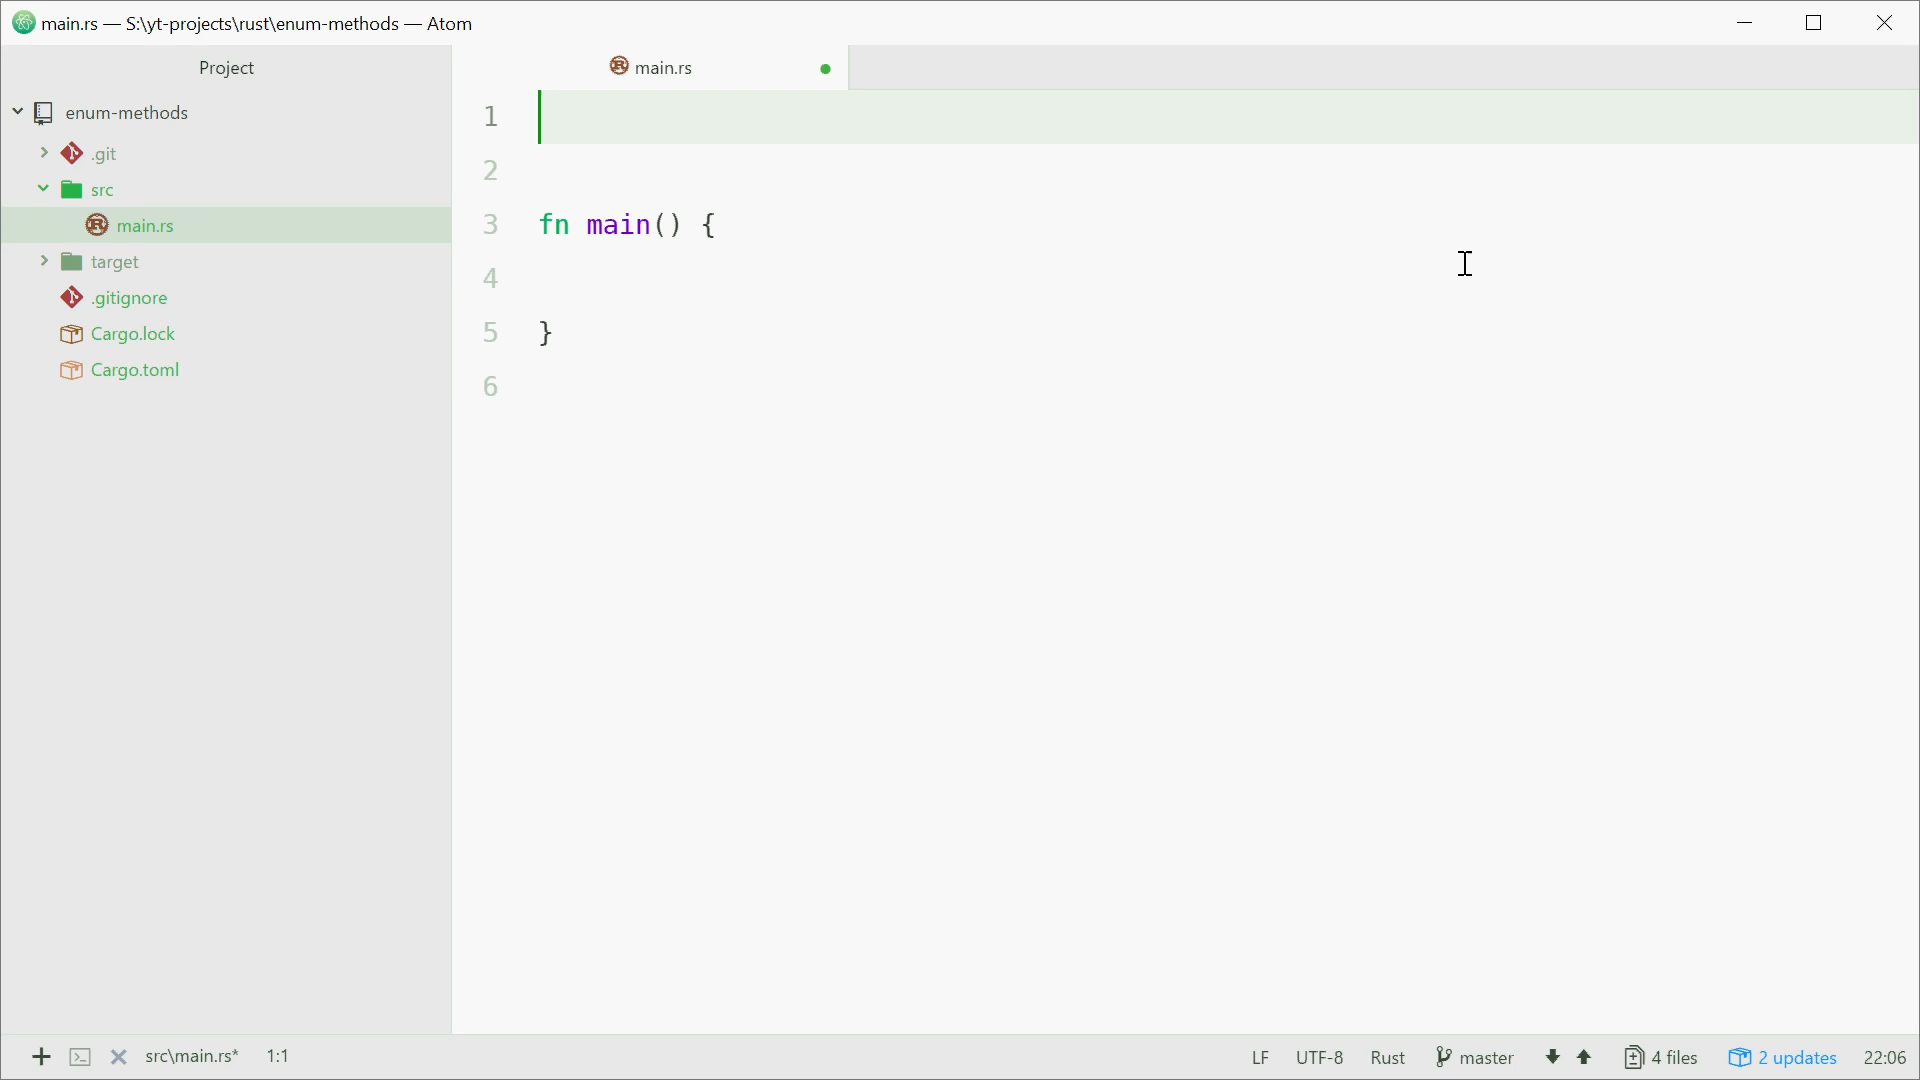 main.rs — S:\yt-projects\rust\enum-methods — Atom
Project
main.rs
enum-methods
.git
src
main.rs
target
.gitignore
Cargo.lock
Cargo.toml
1
2
3 fn main() {
4
5 }
6
src\main.rs* 1:1 LF UTF-8 Rust master 4 files 2 updates 22:06